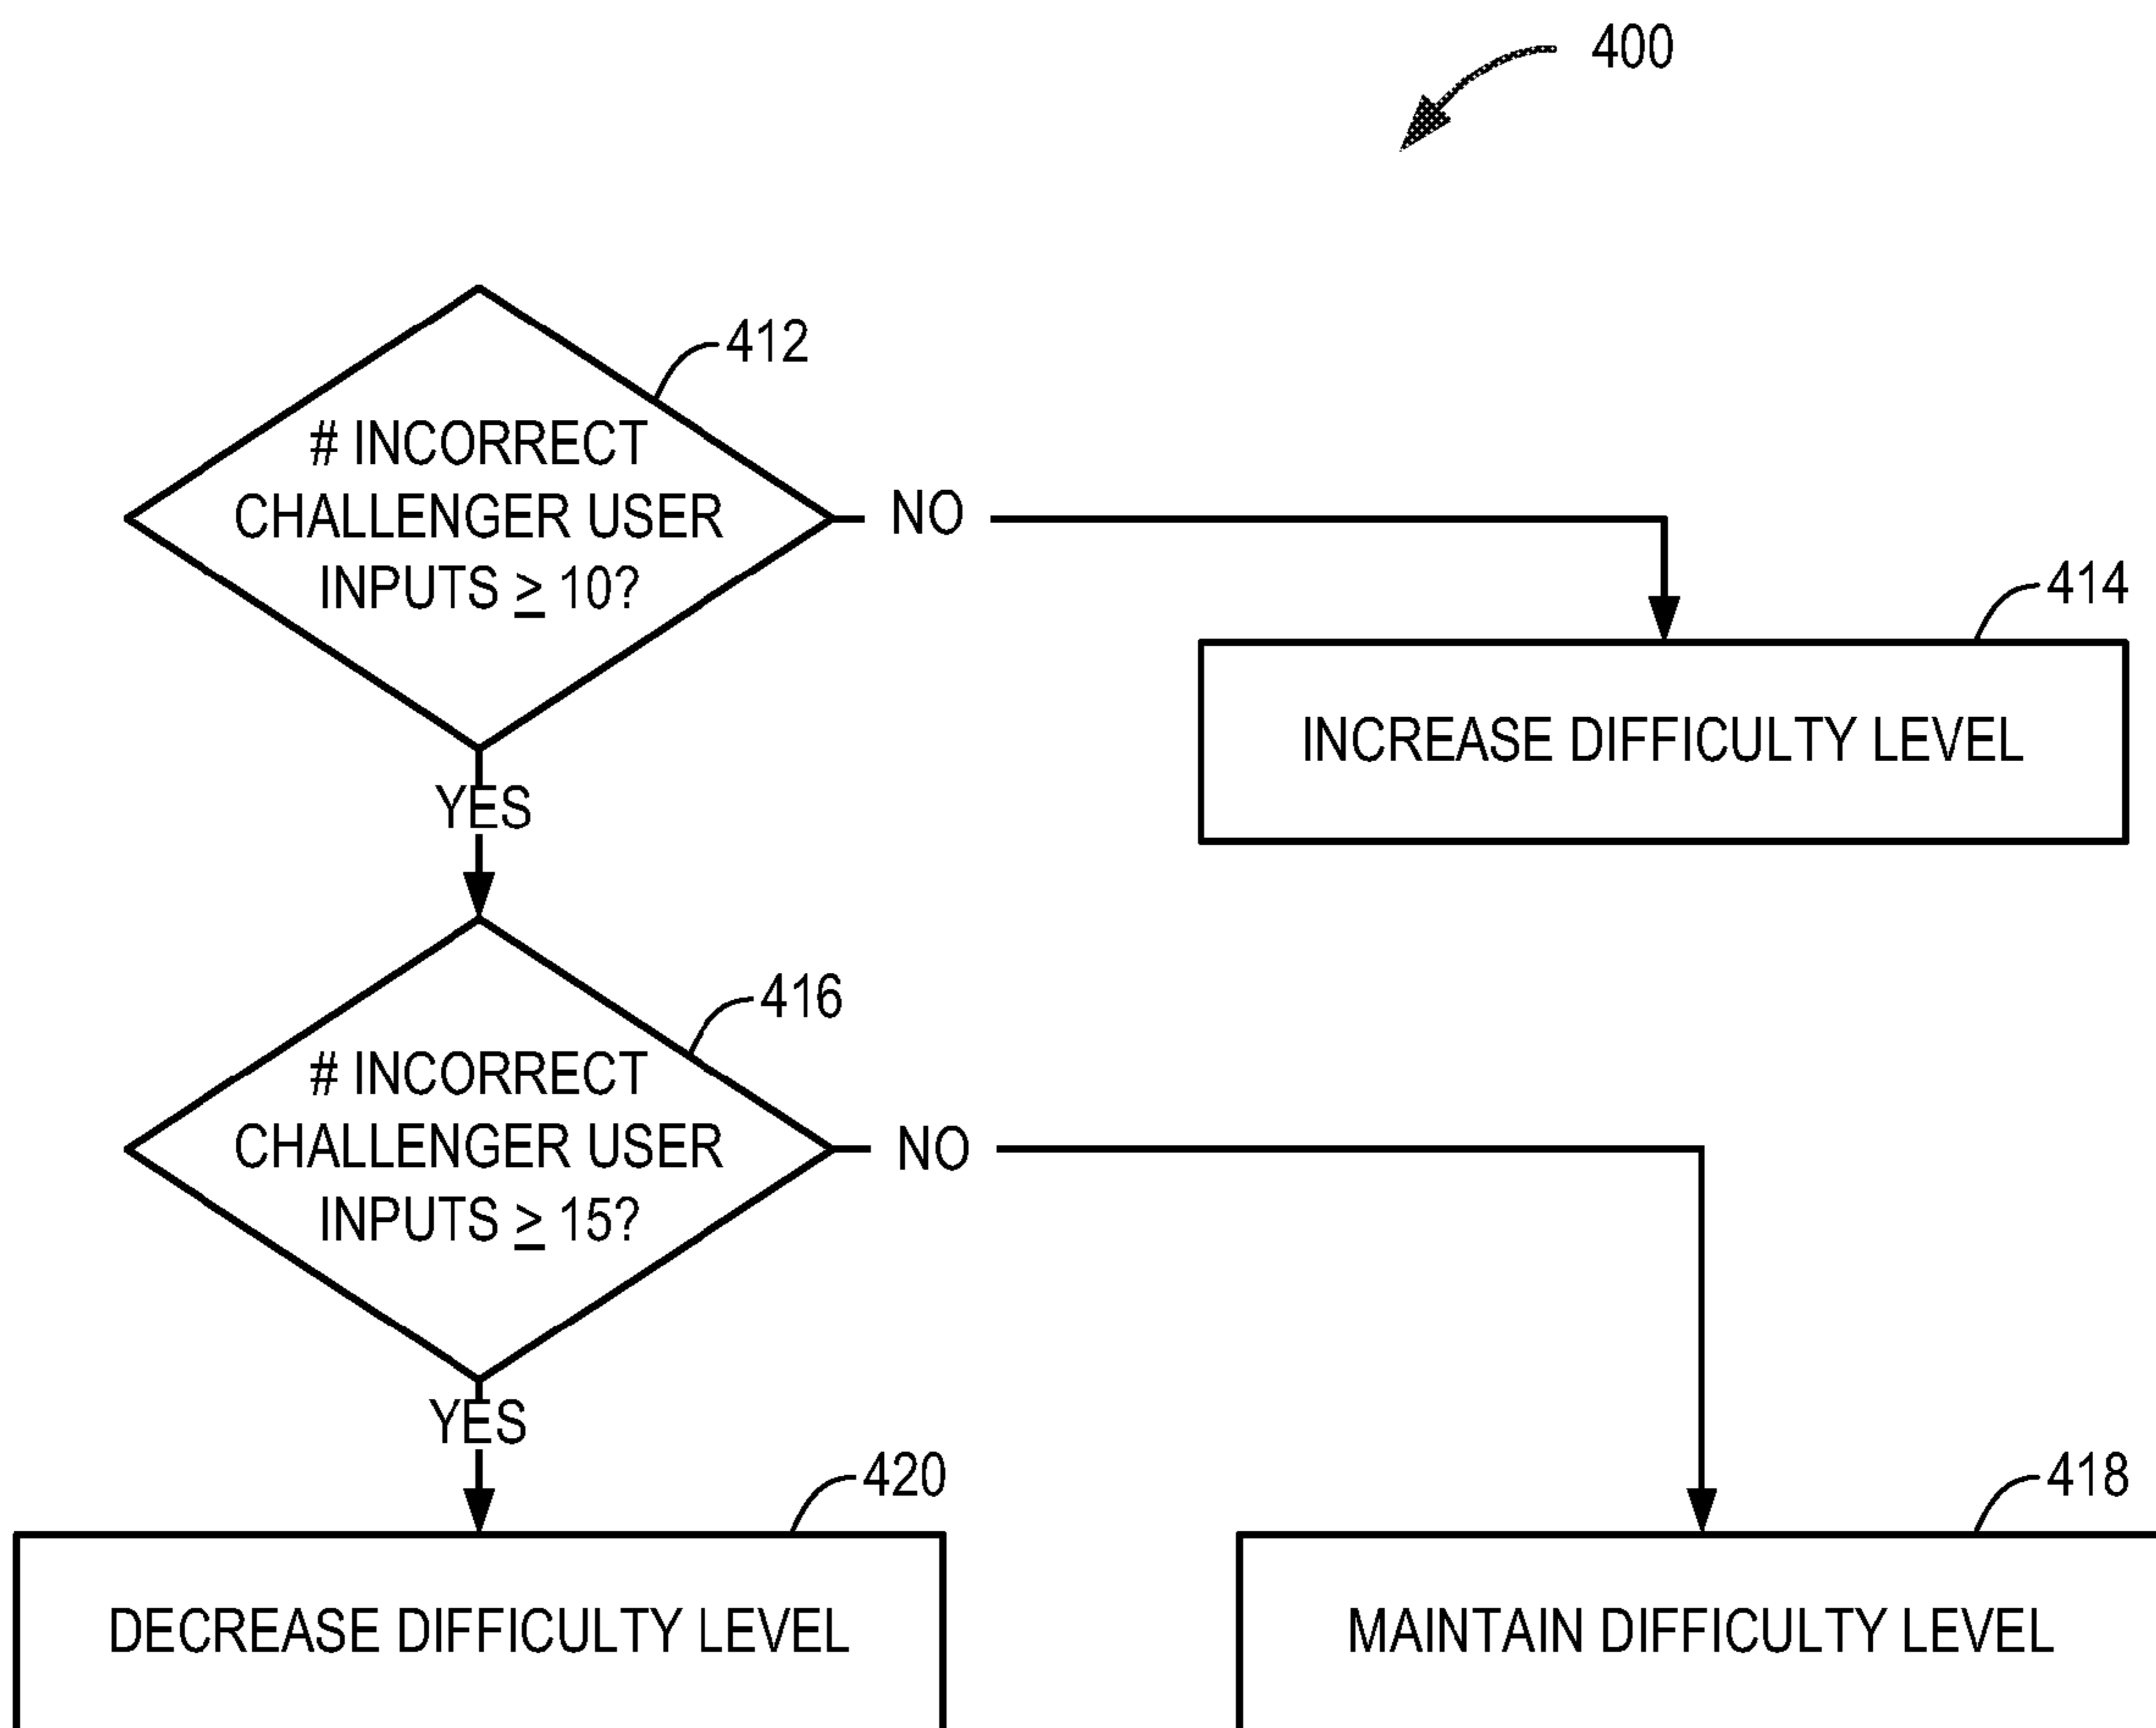 400
412
# INCORRECT
CHALLENGER USER
INPUTS ≥ 10?
NO
414
INCREASE DIFFICULTY LEVEL
YES
416
# INCORRECT
CHALLENGER USER
INPUTS ≥ 15?
NO
YES
420
418
DECREASE DIFFICULTY LEVEL
MAINTAIN DIFFICULTY LEVEL